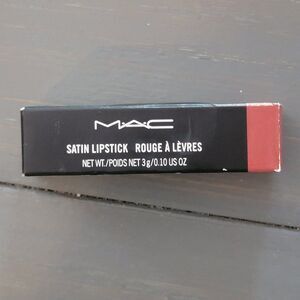 M·A·C
SATIN LIPSTICK ROUGE À LÈVRES
NET WT./POIDS NET 3 g/0.10 US OZ